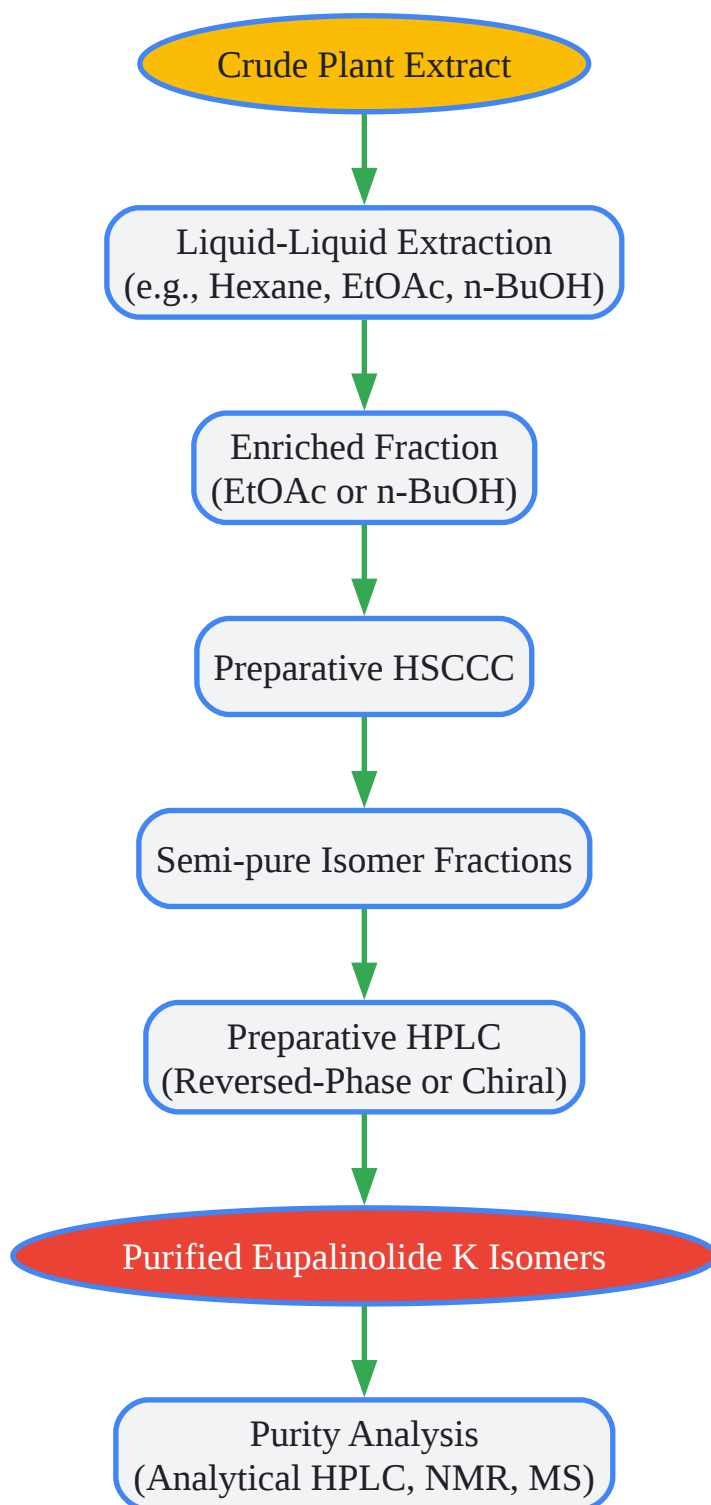 Crude Plant Extract
Liquid-Liquid Extraction
(e.g., Hexane, EtOAc, n-BuOH)
Enriched Fraction
(EtOAc or n-BuOH)
Preparative HSCCC
Semi-pure Isomer Fractions
Preparative HPLC
(Reversed-Phase or Chiral)
Purified Eupalinolide K Isomers
Purity Analysis
(Analytical HPLC, NMR, MS)